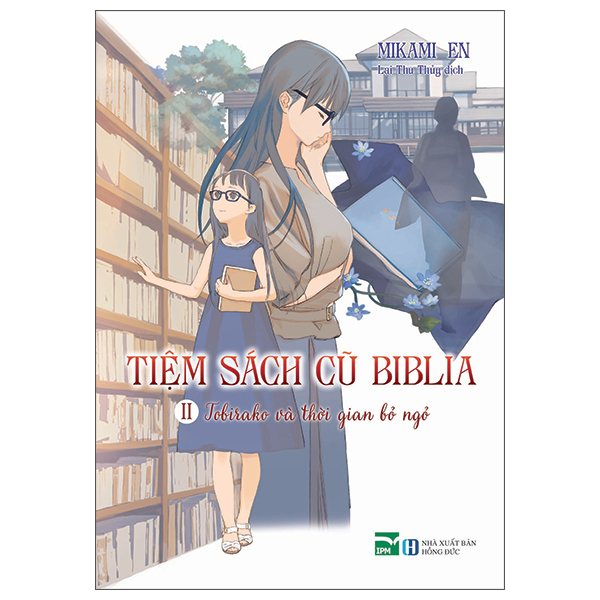 MIKAMI EN
Lại Thu Thủy dịch
TIỆM SÁCH CŨ BIBLIA
II Tobirako và thời gian bỏ ngỏ
IPM
H
NHÀ XUẤT BẢN
HỒNG ĐỨC